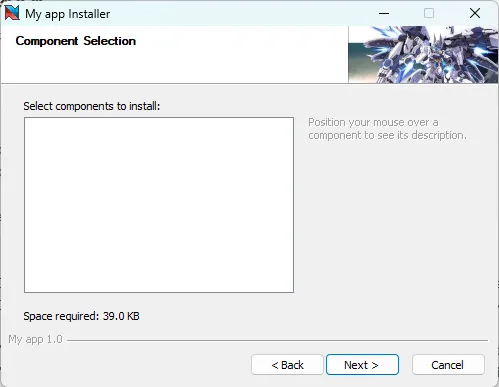 My app Installer
Component Selection
Select components to install:
Position your mouse over a
component to see its description.
Space required: 39.0 KB
My app 1.0
< Back
Next >
Cancel